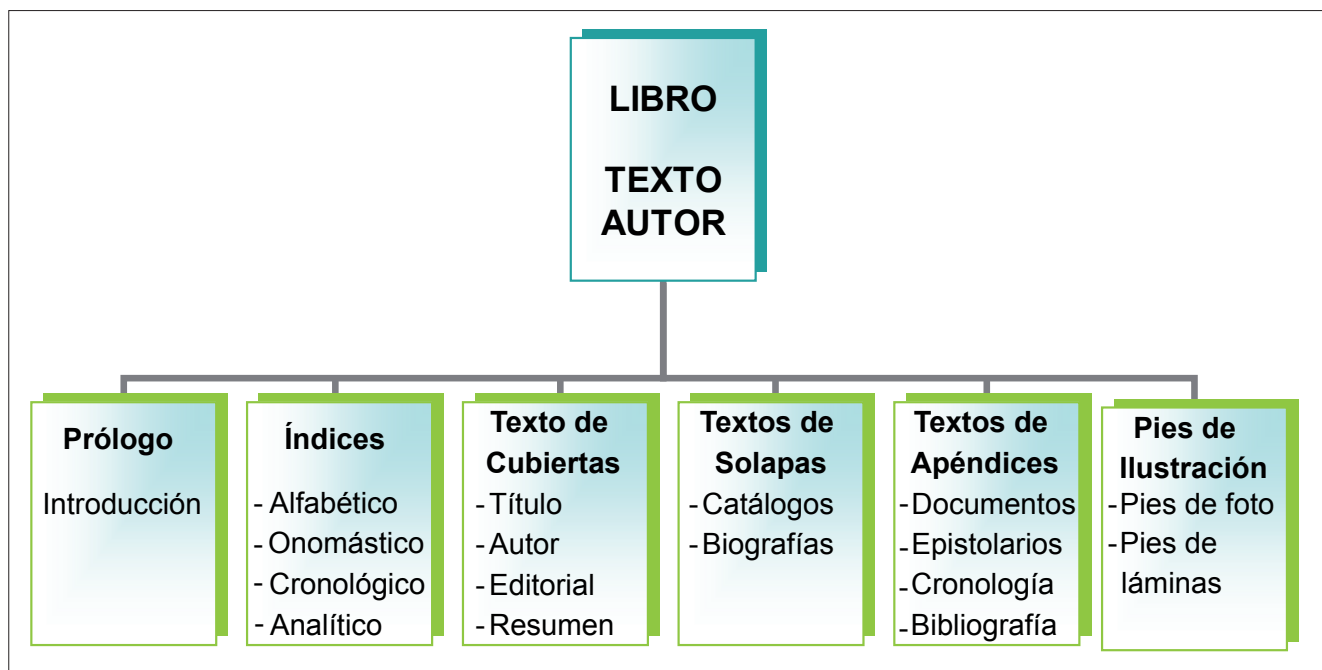 LIBRO
TEXTO
AUTOR
Prólogo
Introducción
Índices
- Alfabético
- Onomástico
- Cronológico
- Analítico
Texto de
Cubiertas
- Título
- Autor
- Editorial
- Resumen
Textos de
Solapas
- Catálogos
- Biografías
Textos de
Apéndices
- Documentos
- Epistolarios
- Cronología
- Bibliografía
Pies de
Ilustración
- Pies de foto
- Pies de
láminas